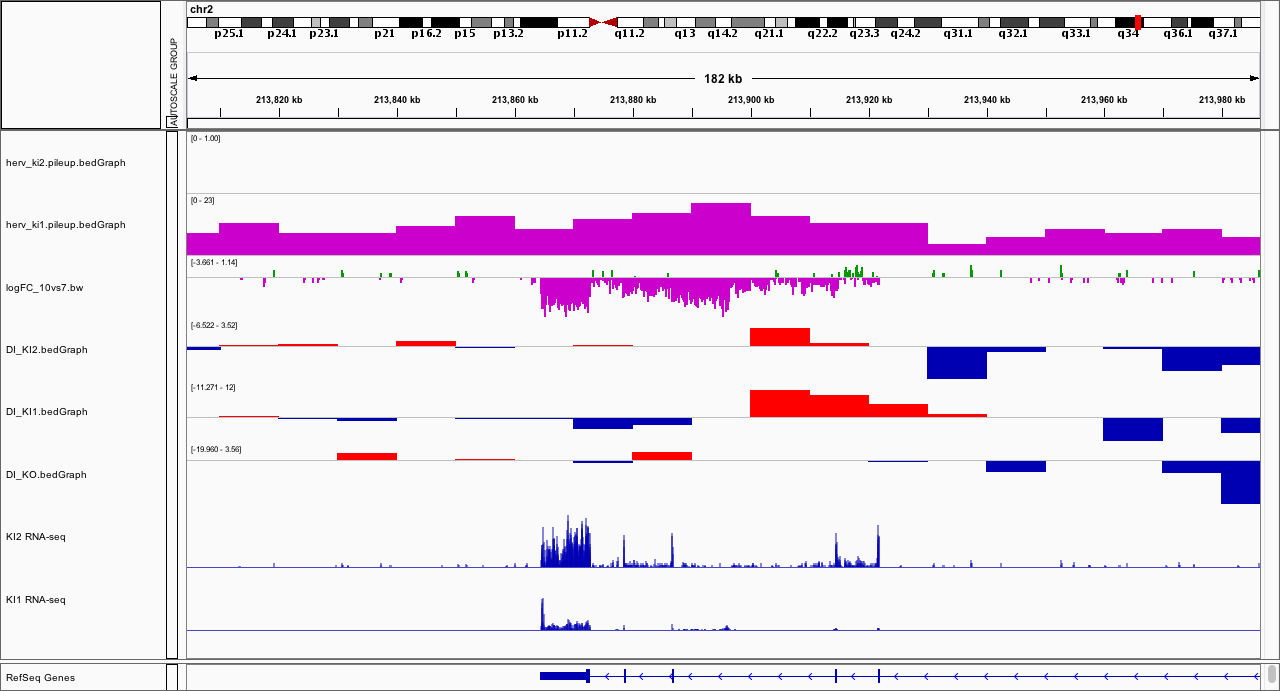 chr2
p25.1 p24.1 p23.1 p21 p16.2 p15 p13.2 p11.2 q11.2 q13 q14.2 q21.1 q22.2 q23.3 q24.2 q31.1 q32.1 q33.1 q34 q36.1 q37.1
AUTOSCALE GROUP
182 kb
213,820 kb 213,840 kb 213,860 kb 213,880 kb 213,900 kb 213,920 kb 213,940 kb 213,960 kb 213,980 kb
[0 - 1.00]
herv_ki2.pileup.bedGraph
[0 - 23]
herv_ki1.pileup.bedGraph
[-3.661 - 1.14]
logFC_10vs7.bw
[-6.522 - 3.52]
DI_KI2.bedGraph
[-11.271 - 12]
DI_KI1.bedGraph
[-19.960 - 3.56]
DI_KO.bedGraph
KI2 RNA-seq
KI1 RNA-seq
RefSeq Genes